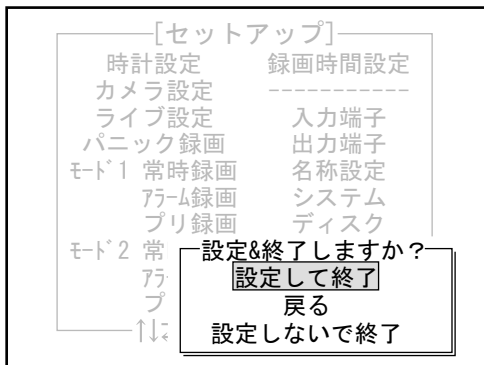 [セットアップ]
時計設定 録画時間設定
カメラ設定 -----------
ライブ設定 入力端子
パニック録画 出力端子
ﾓｰﾄﾞ1 常時録画 名称設定
ｱﾗｰﾑ録画 システム
プリ録画 ディスク
ﾓｰﾄﾞ2 常
設定&終了しますか?
ｱﾗ
設定して終了
プ
戻る
↑↓
設定しないで終了